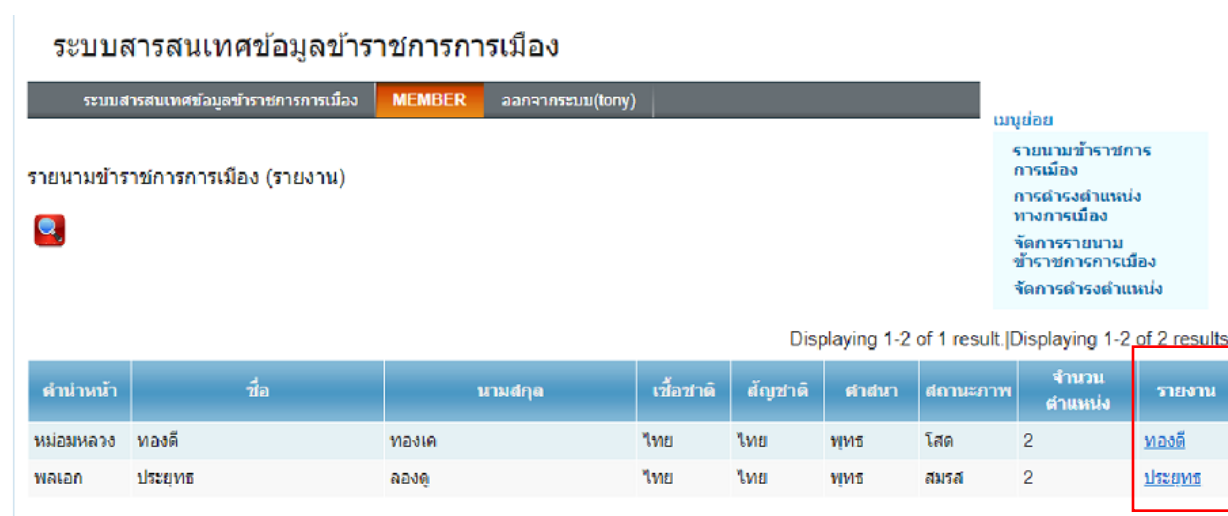 ระบบสารสนเทศข้อมูลข้าราชการการเมือง
ระบบสารสนเทศข้อมูลข้าราชการการเมือง MEMBER ออกจากระบบ(tony)
เมนูย่อย
รายนามข้าราชการ
การเมือง
การดำรงตำแหน่ง
ทางการเมือง
จัดการรายนาม
ข้าราชการการเมือง
จัดการดำรงตำแหน่ง
รายนามข้าราชการการเมือง (รายงาน)
Displaying 1-2 of 1 result.|Displaying 1-2 of 2 results
คำนำหน้า ชื่อ นามสกุล เชื้อชาติ สัญชาติ ศาสนา สถานะภาพ จำนวน ตำแหน่ง รายงาน
หม่อมหลวง ทองดี ทองเค ไทย ไทย พุทธ โสด 2 ทองดี
พลเอก ประยุทธ ลองดู ไทย ไทย พุทธ สมรส 2 ประยุทธ